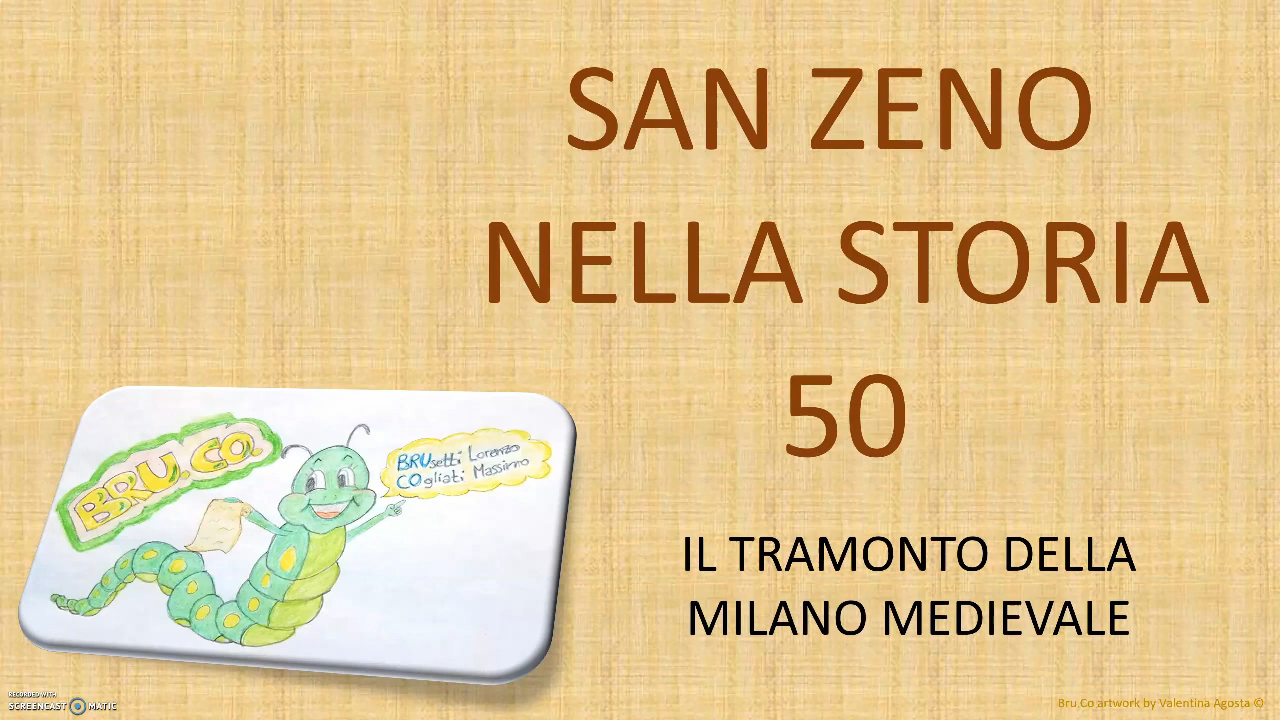 SAN ZENO
NELLA STORIA
50
BRU.CO.
BRUsetti Lorenzo
COgliati Massimo
IL TRAMONTO DELLA
MILANO MEDIEVALE
RECORDED WITH
SCREENCAST MATIC
Bru.Co artwork by Valentina Agosta ©